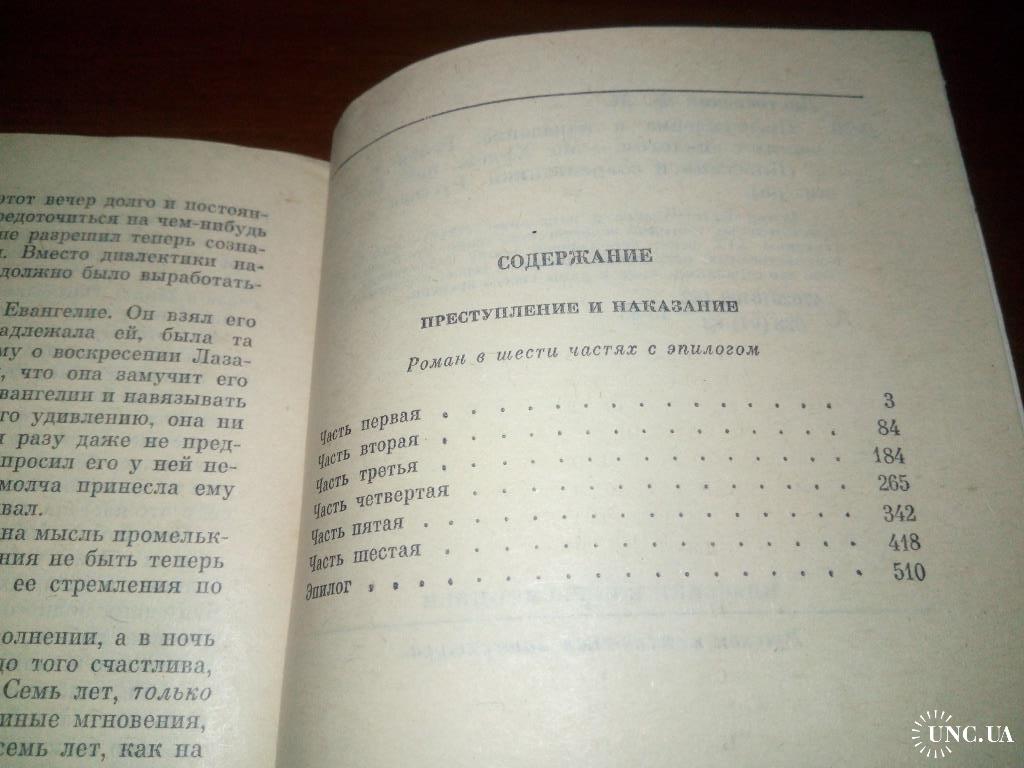 этот вечер долго и постоян-
редоточиться на чем-нибудь
не разрешил теперь созна-
Вместо диалектики на-
должно было выработать-
Евангелие. Он взял его
адлежала ей, была та
му о воскресении Лаза-
что она замучит его
вангелии и навязывать
го удивлению, она ни
разу даже не пред-
просил его у ней не-
молча принесла ему
вал.
на мысль промельк-
ния не быть теперь
ее стремления по
олнении, а в ночь
до того счастлива,
Семь лет, только
иные мгновения,
семь лет, как на
СОДЕРЖАНИЕ
ПРЕСТУПЛЕНИЕ И НАКАЗАНИЕ
Роман в шести частях с эпилогом
Часть первая . . . . . . . . . . . . . . 3
Часть вторая . . . . . . . . . . . . . . 84
Часть третья . . . . . . . . . . . . . . 184
Часть четвертая . . . . . . . . . . . . . 265
Часть пятая . . . . . . . . . . . . . . . 342
Часть шестая . . . . . . . . . . . . . . 418
Эпилог . . . . . . . . . . . . . . . . . 510
UNC.UA